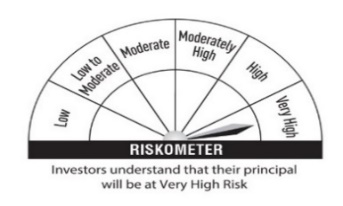 Low
Low to
Moderate
Moderate
Moderately
High
High
Very High
RISKOMETER
Investors understand that their principal
will be at Very High Risk